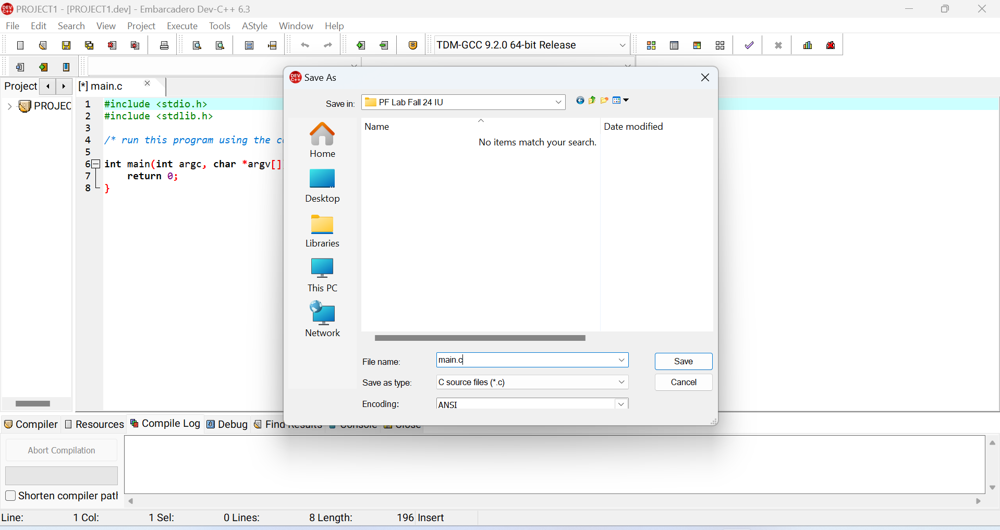 PROJECT1 - [PROJECT1.dev] - Embarcadero Dev-C++ 6.3
File Edit Search View Project Execute Tools AStyle Window Help
TDM-GCC 9.2.0 64-bit Release
Project
[*] main.c
PROJEC
1 #include <stdio.h>
2 #include <stdlib.h>
3
4 /* run this program using the c
5
6 int main(int argc, char *argv[]
7 return 0;
8 }
DEV C++ Save As
Save in: PF Lab Fall 24 IU
Name Date modified
No items match your search.
Home
Desktop
Libraries
This PC
Network
File name: main.c Save
Save as type: C source files (*.c) Cancel
Encoding: ANSI
Compiler Resources Compile Log Debug Find Results Console Close
Abort Compilation
Shorten compiler path
Line: 1 Col: 1 Sel: 0 Lines: 8 Length: 196 Insert